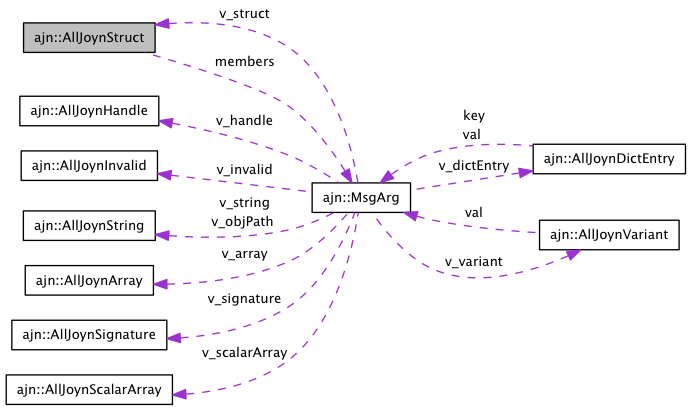 v_struct
ajn::AllJoynStruct
members
ajn::AllJoynHandle
v_handle
key
val
ajn::AllJoynInvalid
v_invalid
v_dictEntry
ajn::AllJoynDictEntry
ajn::MsgArg
v_string
v_objPath
ajn::AllJoynString
val
ajn::AllJoynVariant
v_array
v_variant
ajn::AllJoynArray
v_signature
ajn::AllJoynSignature
v_scalarArray
ajn::AllJoynScalarArray